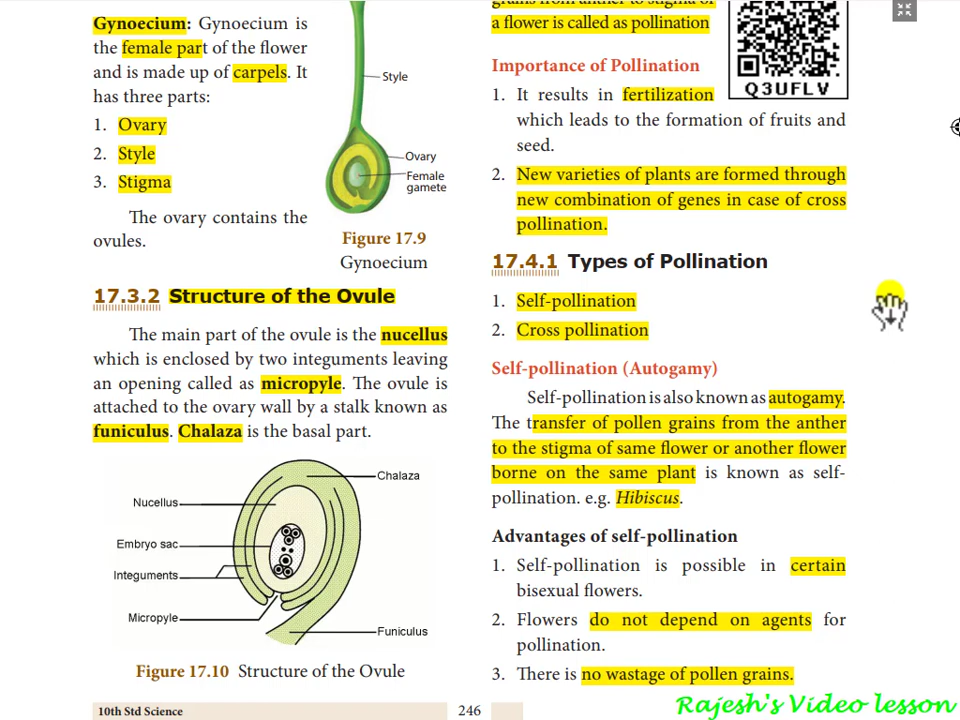 Gynoecium: Gynoecium is
the female part of the flower
and is made up of carpels. It
has three parts:
1. Ovary
2. Style
3. Stigma
The ovary contains the
ovules.
Style
Ovary
Female
gamete
Figure 17.9
Gynoecium
17.3.2 Structure of the Ovule
The main part of the ovule is the nucellus
which is enclosed by two integuments leaving
an opening called as micropyle. The ovule is
attached to the ovary wall by a stalk known as
funiculus. Chalaza is the basal part.
Chalaza
Nucellus
Embryo sac
Integuments
Micropyle
Funiculus
Figure 17.10 Structure of the Ovule
grains from anther to stigma of
a flower is called as pollination
Q3UFLV
Importance of Pollination
1. It results in fertilization
which leads to the formation of fruits and
seed.
2. New varieties of plants are formed through
new combination of genes in case of cross
pollination.
17.4.1 Types of Pollination
1. Self-pollination
2. Cross pollination
Self-pollination (Autogamy)
Self-pollination is also known as autogamy.
The transfer of pollen grains from the anther
to the stigma of same flower or another flower
borne on the same plant is known as self-
pollination. e.g. Hibiscus.
Advantages of self-pollination
1. Self-pollination is possible in certain
bisexual flowers.
2. Flowers do not depend on agents for
pollination.
3. There is no wastage of pollen grains.
10th Std Science
246
Rajesh's Video lesson